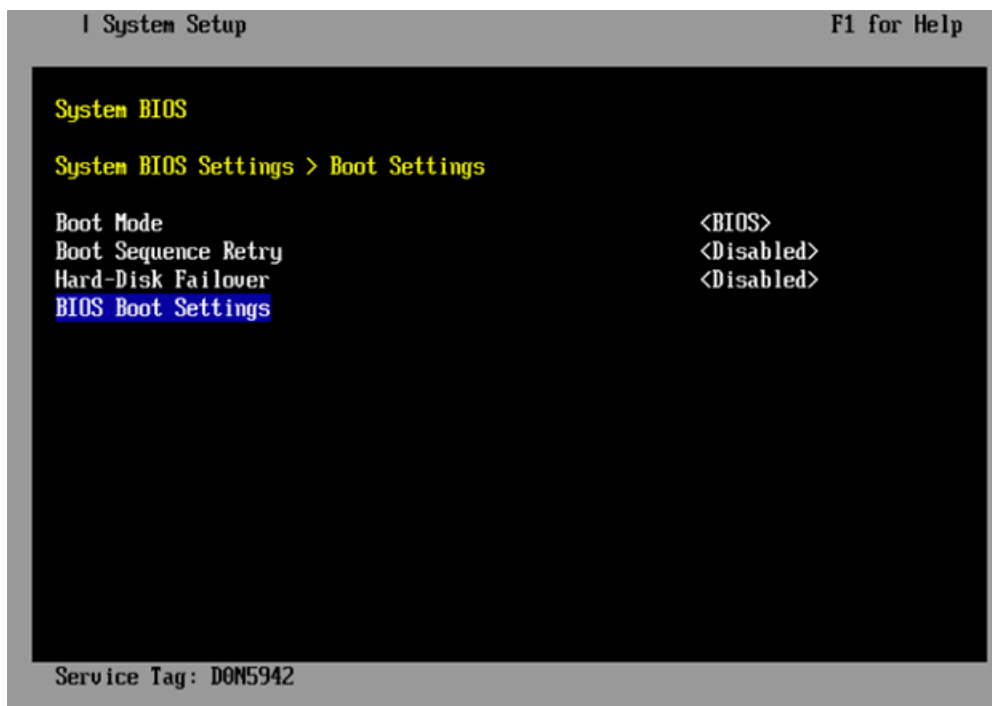 | System Setup F1 for Help
System BIOS
System BIOS Settings > Boot Settings
Boot Mode <BIOS>
Boot Sequence Retry <Disabled>
Hard-Disk Failover <Disabled>
BIOS Boot Settings
Service Tag: D0N5942